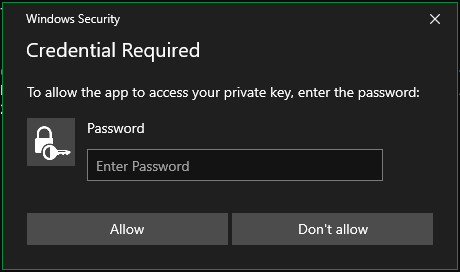 Windows Security
Credential Required
To allow the app to access your private key, enter the password:
Password
Enter Password
Allow
Don't allow